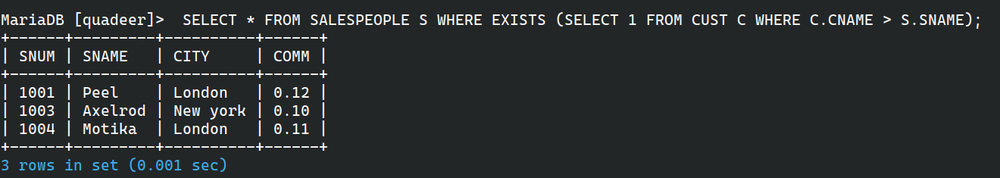 MariaDB [quadeer]>  SELECT * FROM SALESPEOPLE S WHERE EXISTS (SELECT 1 FROM CUST C WHERE C.CNAME > S.SNAME);
+------+---------+----------+------+
| SNUM | SNAME   | CITY     | COMM |
+------+---------+----------+------+
| 1001 | Peel    | London   | 0.12 |
| 1003 | Axelrod | New york | 0.10 |
| 1004 | Motika  | London   | 0.11 |
+------+---------+----------+------+
3 rows in set (0.001 sec)